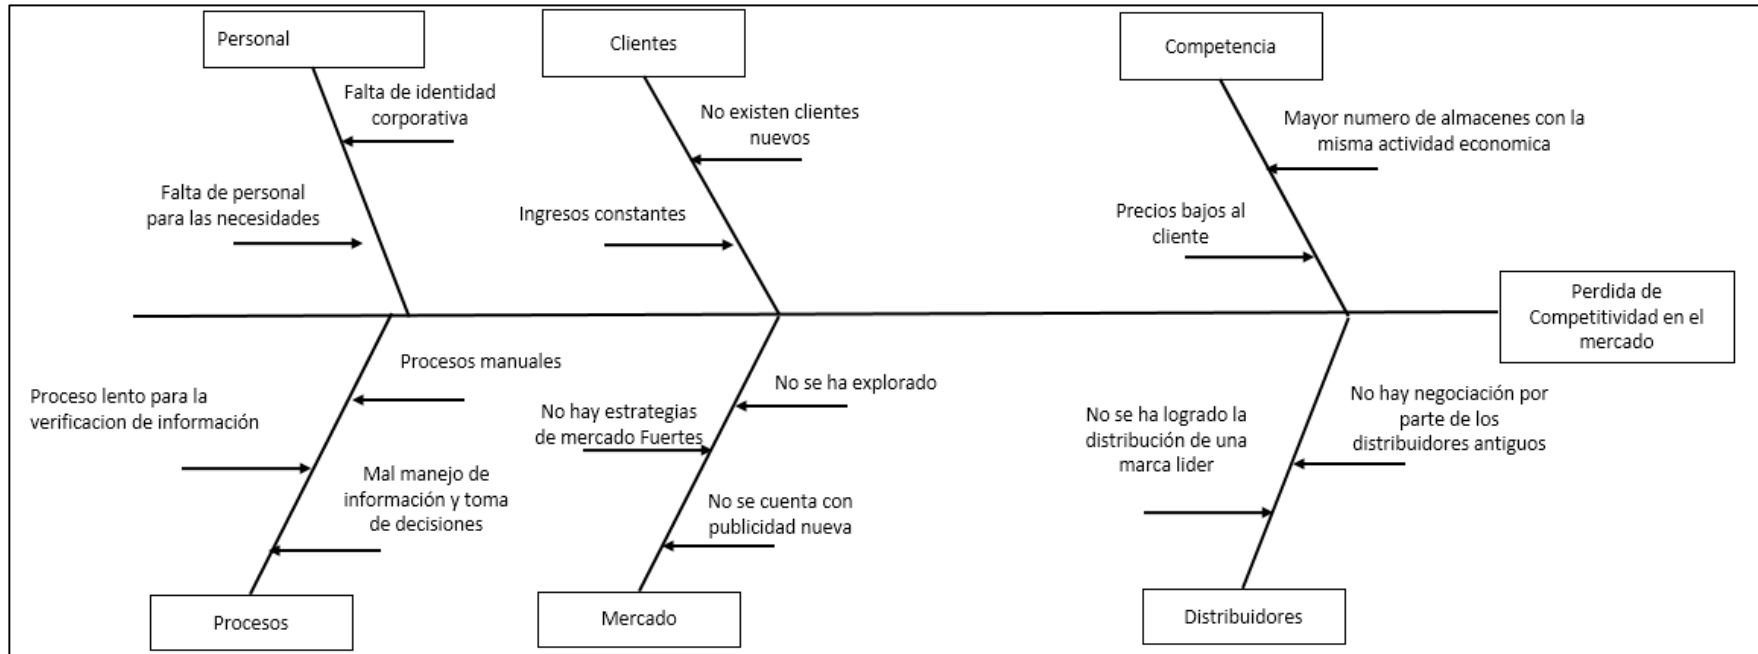 Personal
Clientes
Competencia
Falta de identidad
corporativa
No existen clientes
nuevos
Mayor numero de almacenes con la
misma actividad economica
Falta de personal
para las necesidades
Ingresos constantes
Precios bajos al
cliente
Perdida de
Competitividad en el
mercado
Procesos manuales
Proceso lento para la
verificacion de información
Mal manejo de
información y toma
de decisiones
No se ha explorado
No hay estrategias
de mercado Fuertes
No se cuenta con
publicidad nueva
No se ha logrado la
distribución de una
marca lider
No hay negociación por
parte de los
distribuidores antiguos
Procesos
Mercado
Distribuidores